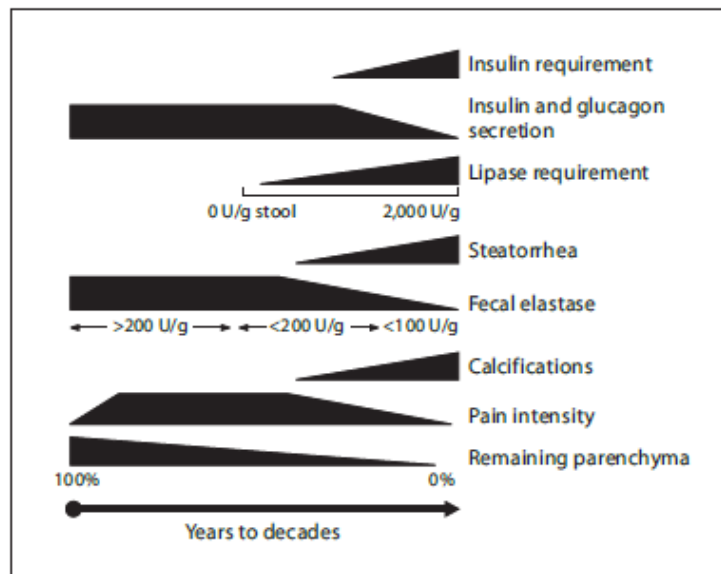 Insulin requirement
Insulin and glucagon
secretion
Lipase requirement
0 U/g stool 2,000 U/g
Steatorrhea
Fecal elastase
>200 U/g <200 U/g <100 U/g
Calcifications
Pain intensity
Remaining parenchyma
100% 0%
Years to decades